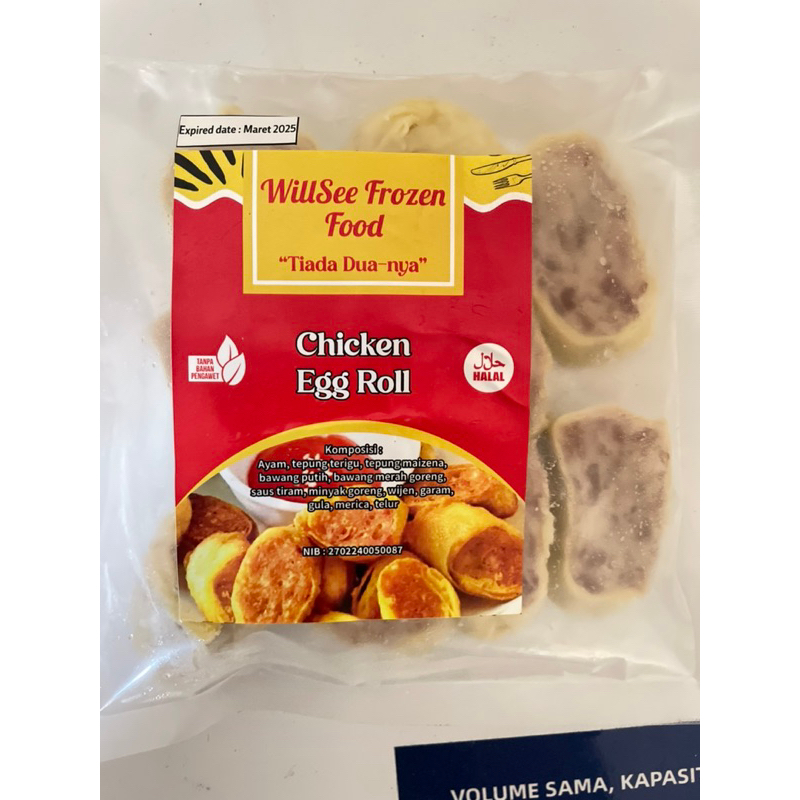 Expired date : Maret 2025
WillSee Frozen
Food
“Tiada Dua-nya”
Chicken
Egg Roll
TANPA
BAHAN
PENGAWET
حلال
HALAL
Komposisi :
Ayam, tepung terigu, tepung maizena,
bawang putih, bawang merah goreng,
saus tiram, minyak goreng, wijen, garam,
gula, merica, telur
NIB : 2702240050087
VOLUME SAMA, KAPASIT